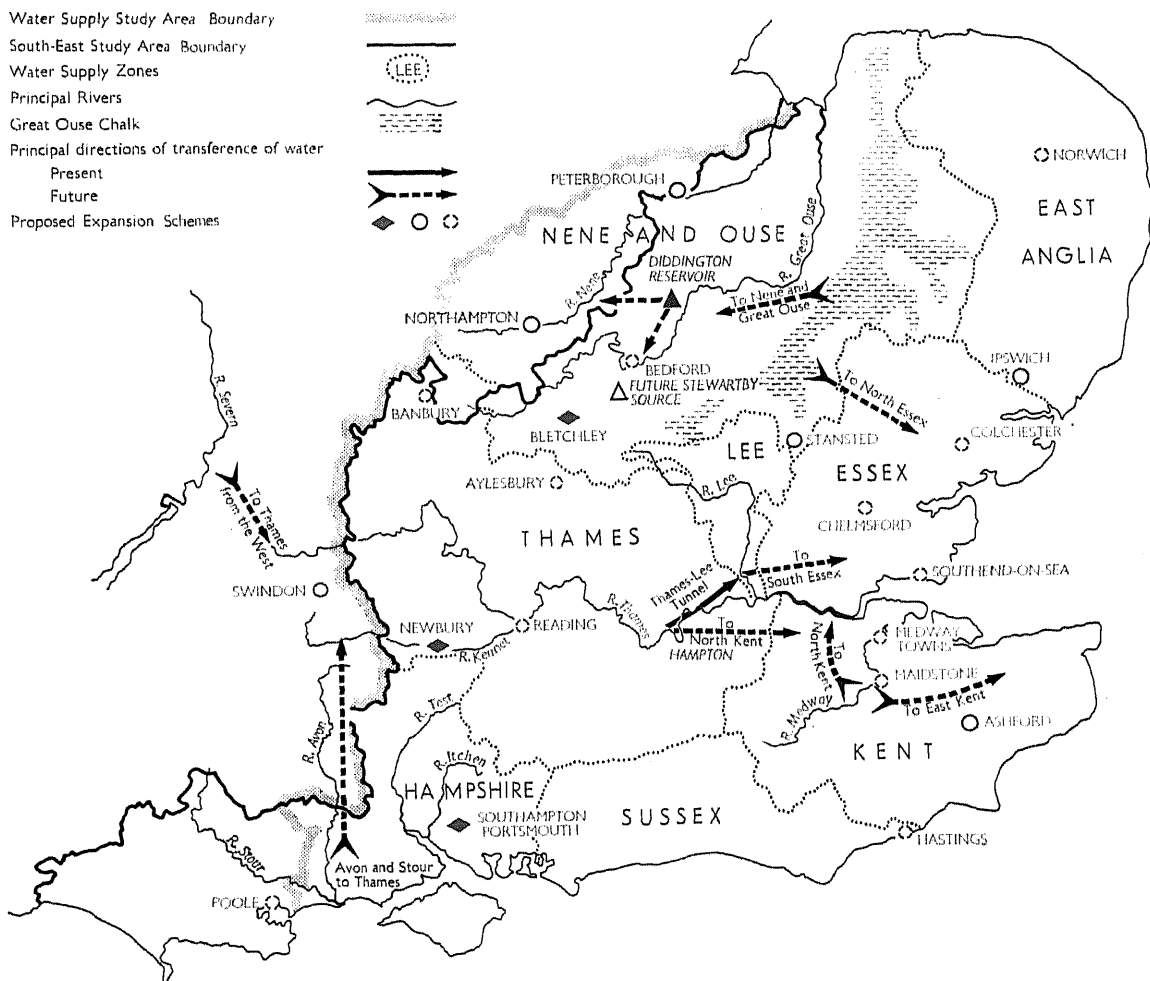 Water Supply Study Area Boundary
South-East Study Area Boundary
Water Supply Zones
LEE
Principal Rivers
Great Ouse Chalk
Principal directions of transference of water
Present
Future
Proposed Expansion Schemes
PETERBOROUGH
NORWICH
EAST
ANGLIA
NENE AND OUSE
DIDDINGTON
RESERVOIR
R. Great Ouse
R. Nene
To Nene and
Great Ouse
NORTHAMPTON
BEDFORD
FUTURE STEWARTBY
SOURCE
IPSWICH
To North Essex
BANBURY
BLETCHLEY
COLCHESTER
R. Severn
LEE
STANSTED
ESSEX
AYLESBURY
R. Lee
CHELMSFORD
To Thames
from the West
THAMES
To
South Essex
SOUTHEND-ON-SEA
Thames-Lee
Tunnel
SWINDON
R. Thames
NEWBURY
READING
To
North Kent
HAMPTON
R. Kennet
To
North Kent
MEDWAY
TOWNS
MAIDSTONE
R. Medway
To East Kent
ASHFORD
R. Test
R. Avon
R. Itchen
KENT
HAMPSHIRE
SOUTHAMPTON
PORTSMOUTH
SUSSEX
HASTINGS
R. Stour
Avon and Stour
to Thames
POOLE